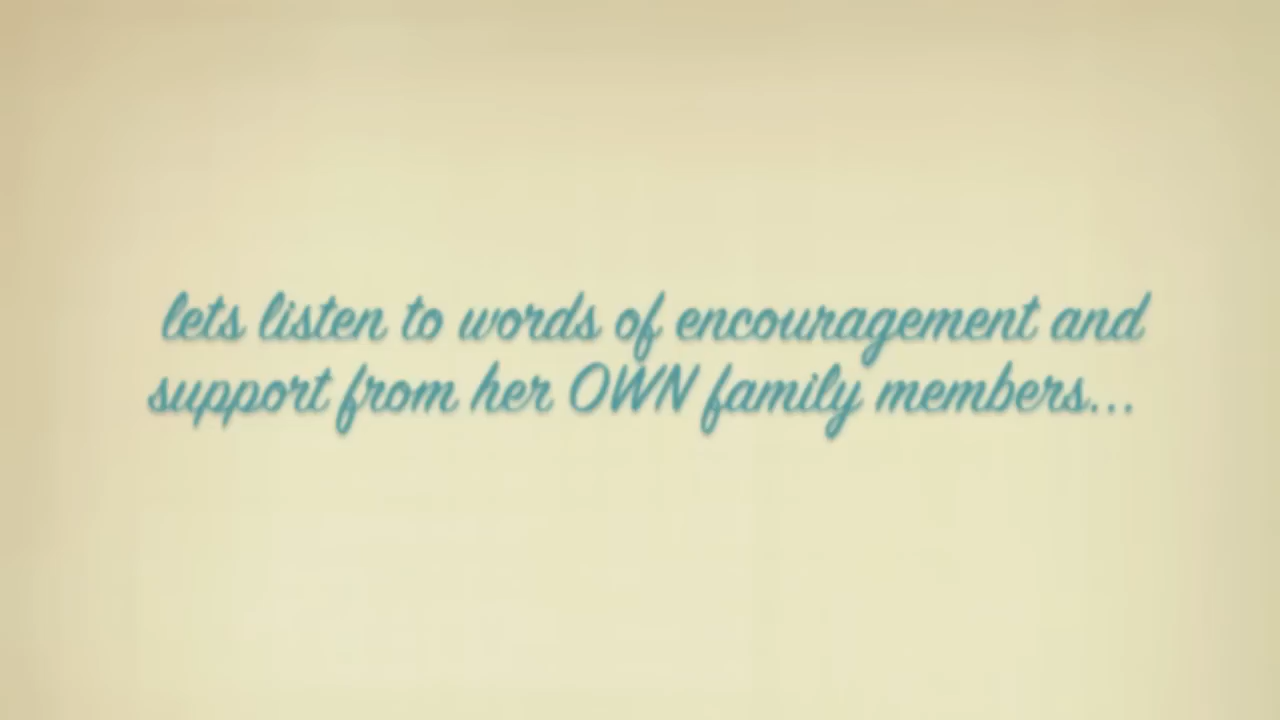 lets listen to words of encouragement and
support from her OWN family members...